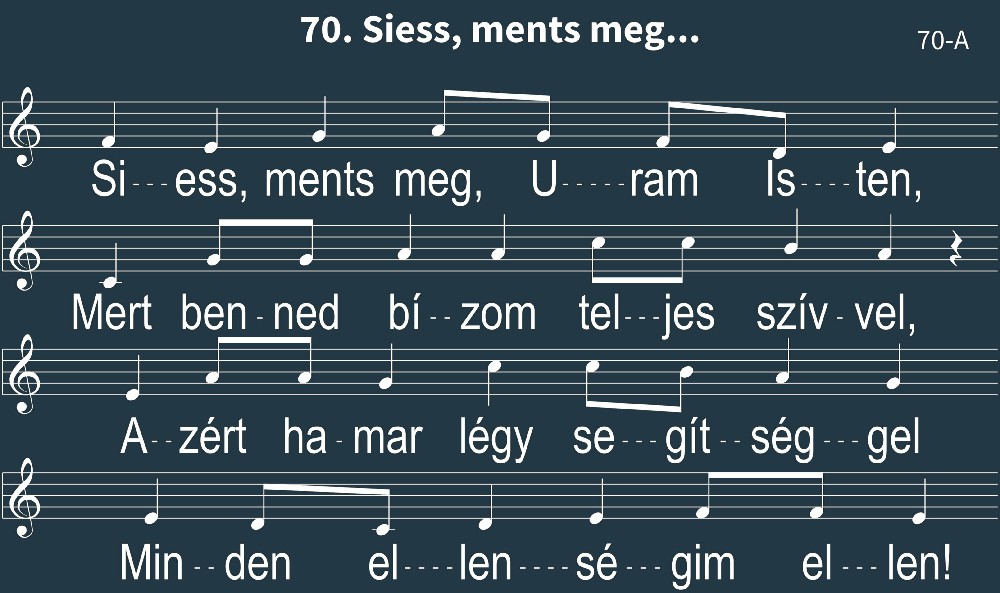 70. Siess, ments meg...
70-A
Si---ess, ments meg, U-----ram Is----ten,
Mert ben-ned bí--zom tel---jes szív-vel,
A--zért ha-mar légy se---gít--ség---gel
Min--den el----len----sé---gim el---len!